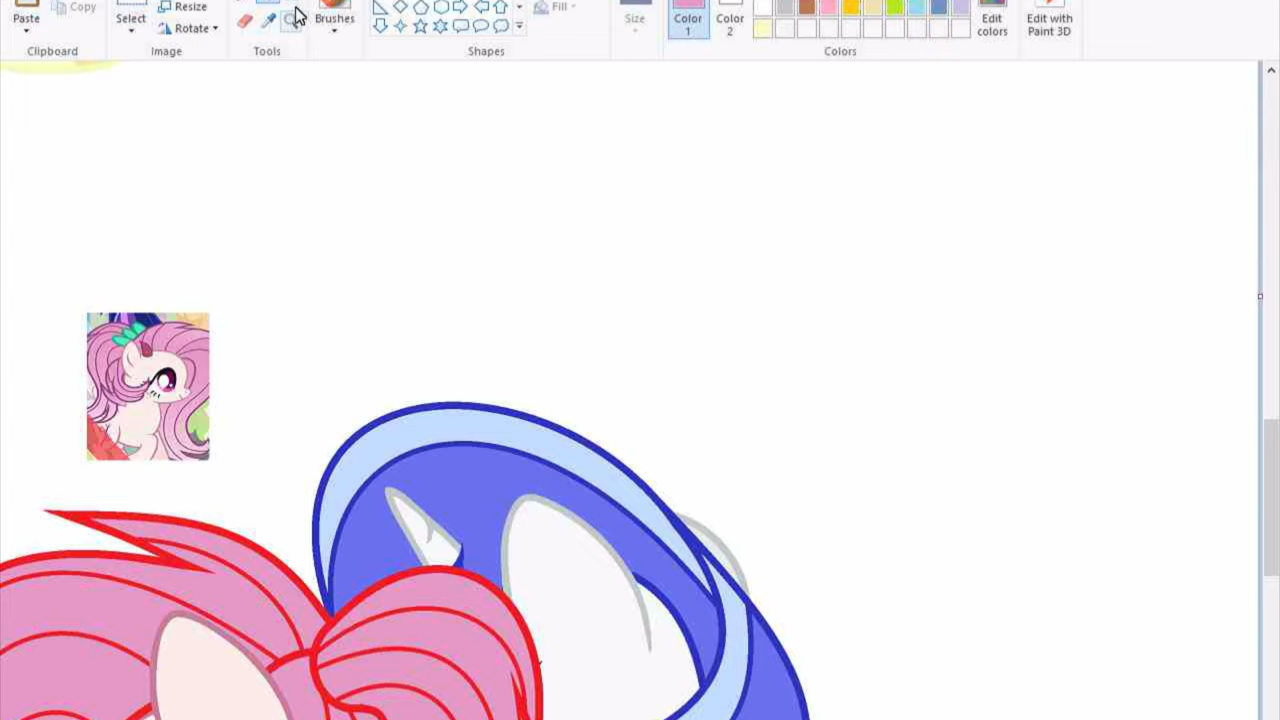 Paste
Copy
Select
Resize
Rotate
Brushes
Fill
Size
Color
1
Color
2
Edit
colors
Edit with
Paint 3D
Clipboard
Image
Tools
Shapes
Colors